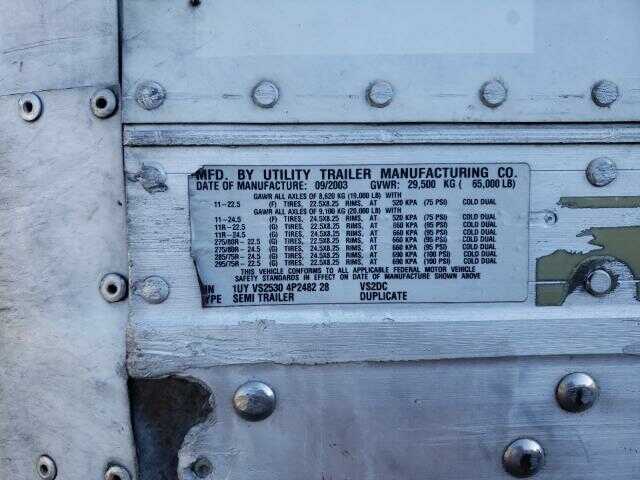 MFD. BY UTILITY TRAILER MANUFACTURING CO.
DATE OF MANUFACTURE: 09/2003 GVWR: 29,500 KG ( 65,000 LB)
GAWR ALL AXLES OF 8,620 KG (19,000 LB) WITH
11-22.5 (F) TIRES, 22.5X8.25 RIMS, AT 520 KPA (75 PSI) COLD DUAL
GAWR ALL AXLES OF 9,100 KG (20,000 LB) WITH
11-24.5 (F) TIRES, 24.5X8.25 RIMS, AT 520 KPA (75 PSI) COLD DUAL
11R-22.5 (G) TIRES, 22.5X8.25 RIMS, AT 660 KPA (95 PSI) COLD DUAL
11R-24.5 (G) TIRES, 24.5X8.25 RIMS, AT 660 KPA (95 PSI) COLD DUAL
275/80R-22.5 (G) TIRES, 22.5X8.25 RIMS, AT 660 KPA (95 PSI) COLD DUAL
275/80R-24.5 (G) TIRES, 24.5X8.25 RIMS, AT 660 KPA (95 PSI) COLD DUAL
285/75R-24.5 (G) TIRES, 24.5X8.25 RIMS, AT 690 KPA (100 PSI) COLD DUAL
295/75R-22.5 (G) TIRES, 22.5X8.25 RIMS, AT 690 KPA (100 PSI) COLD DUAL
THIS VEHICLE CONFORMS TO ALL APPLICABLE FEDERAL MOTOR VEHICLE
SAFETY STANDARDS IN EFFECT ON DATE OF MANUFACTURE SHOWN ABOVE
IN 1UY VS2530 4P2482 28 VS2DC
TYPE SEMI TRAILER DUPLICATE